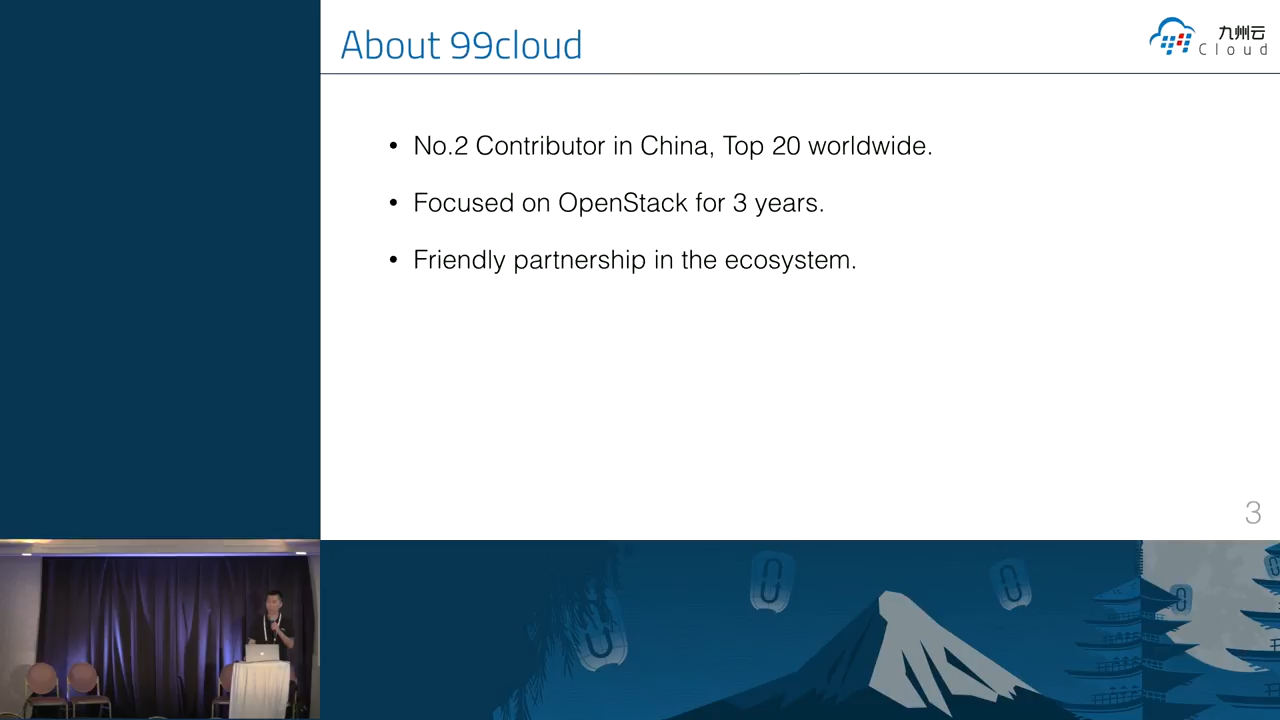 About 99cloud
九州云
Cloud
• No.2 Contributor in China, Top 20 worldwide.
• Focused on OpenStack for 3 years.
• Friendly partnership in the ecosystem.
3